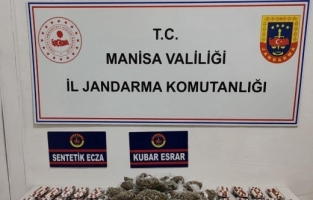 T.C.
MANİSA VALİLİĞİ
İL JANDARMA KOMUTANLIĞI
SENTETİK ECZA
KUBAR ESRAR